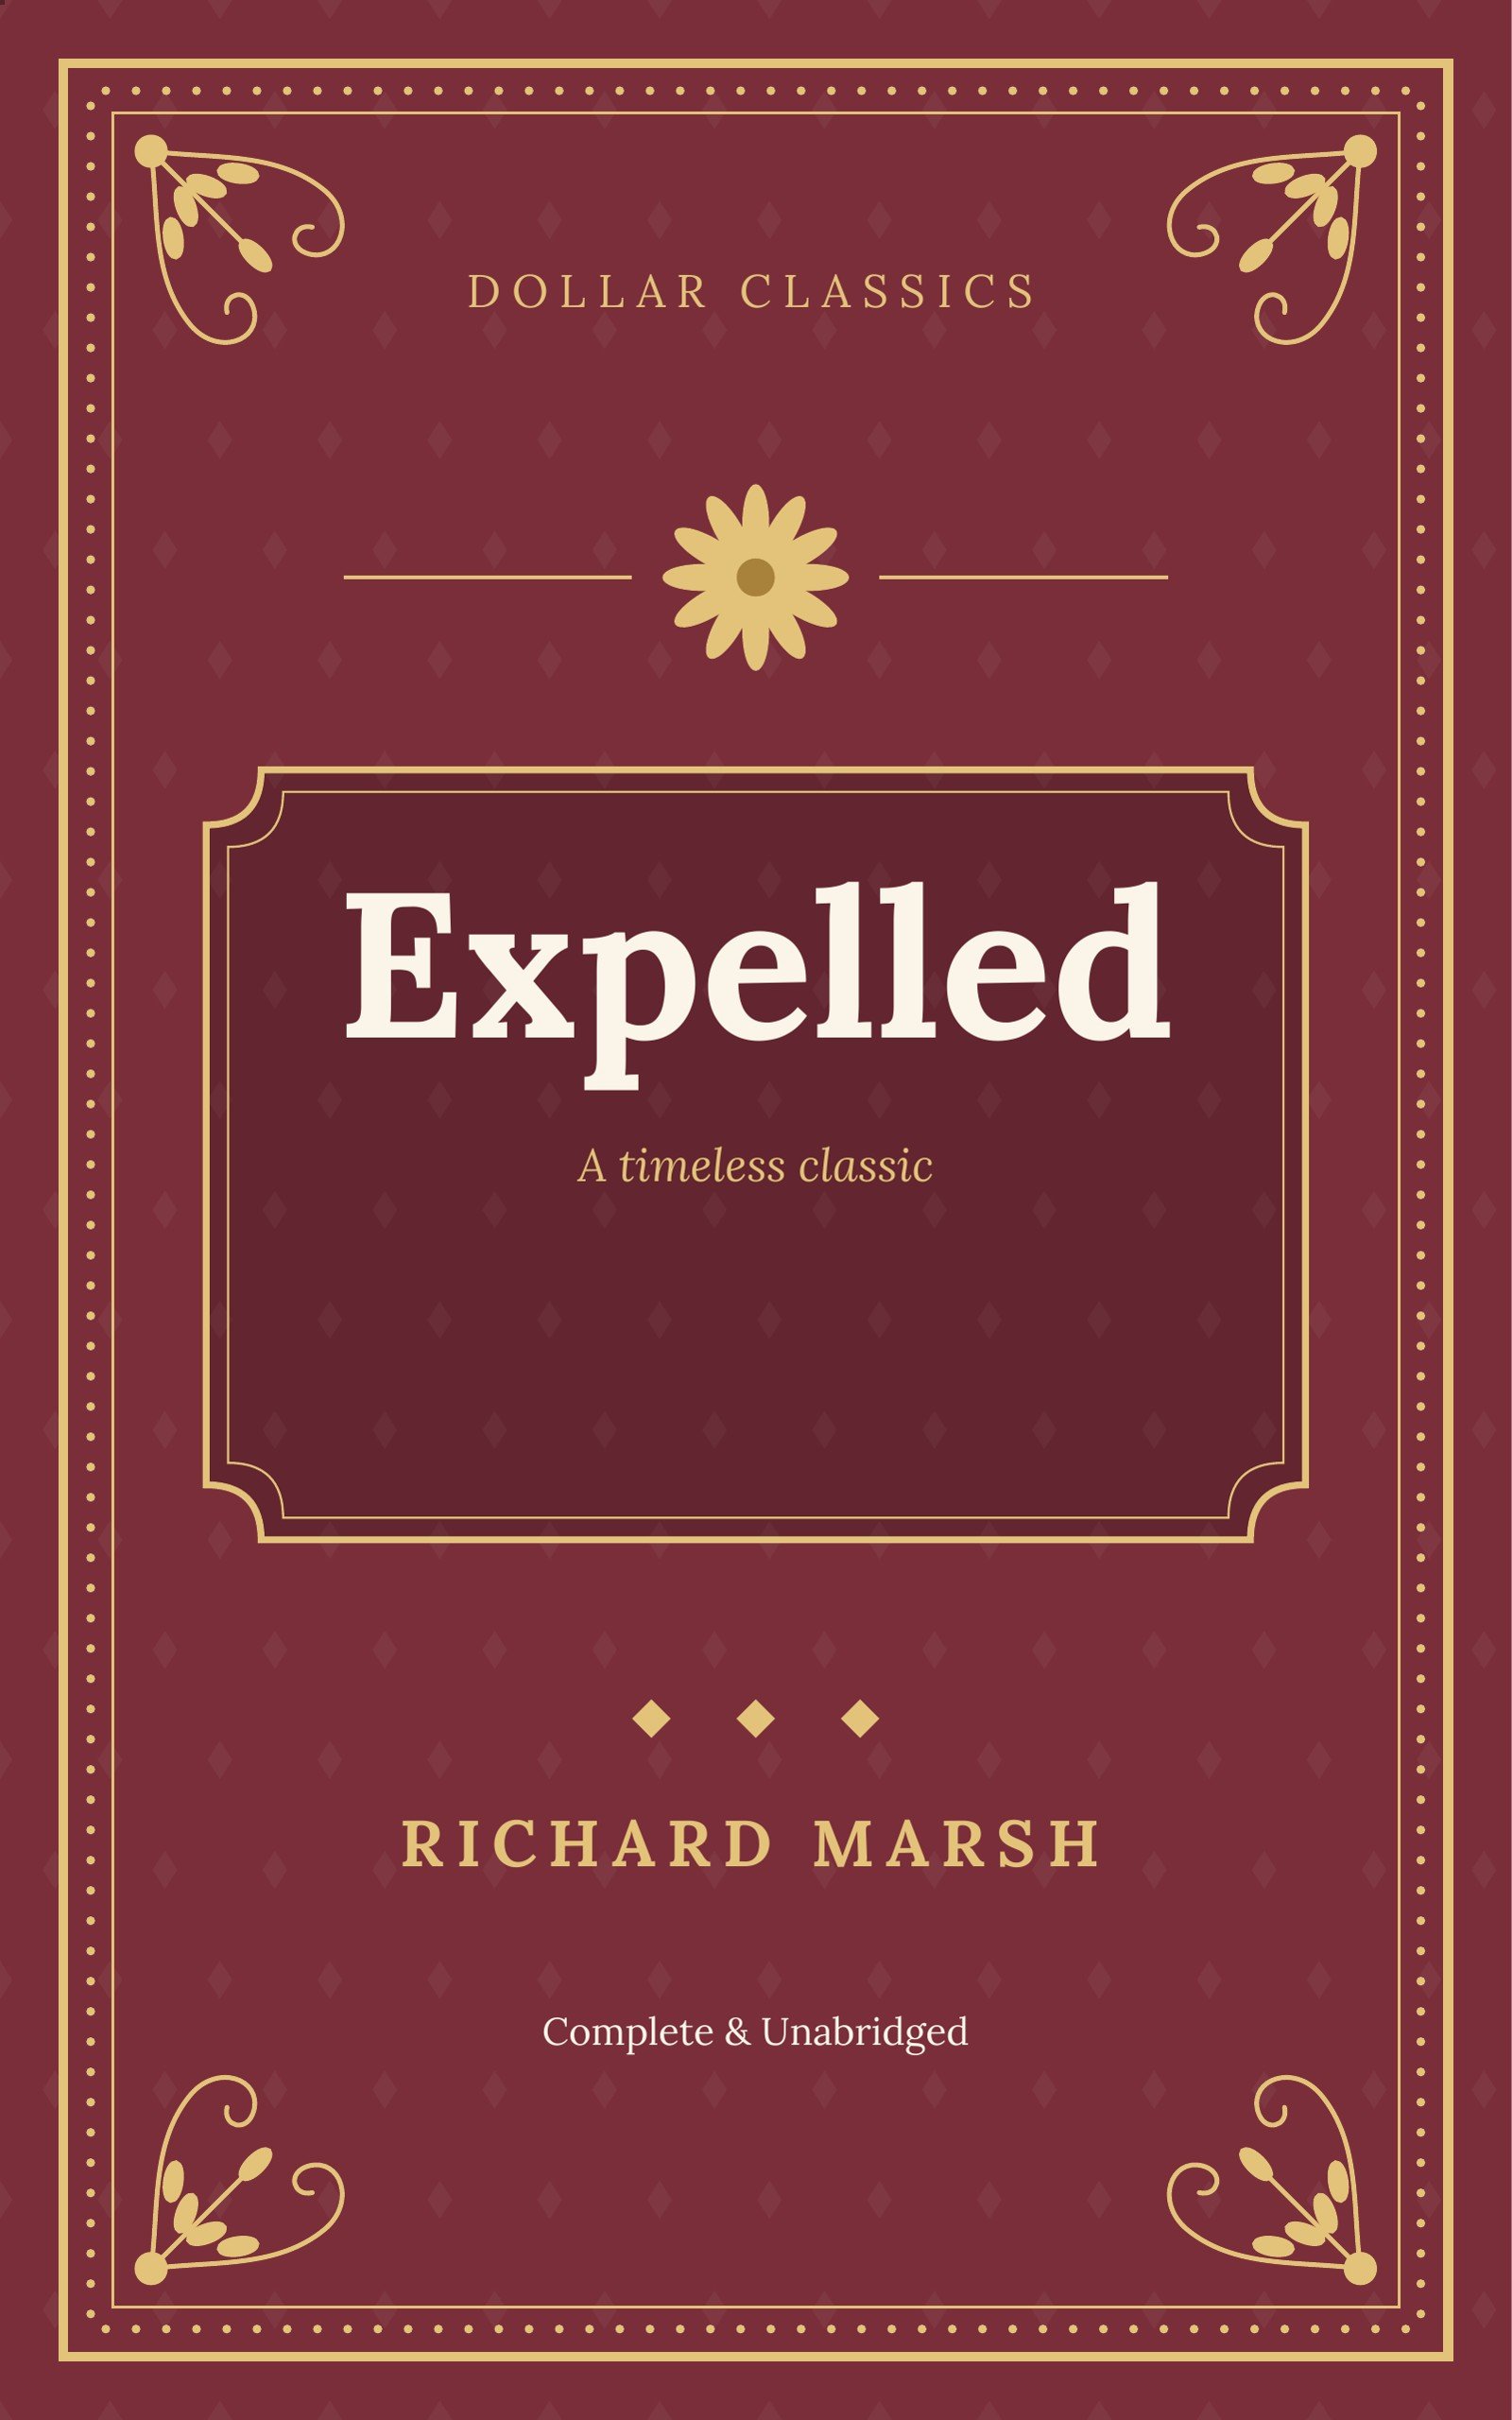 DOLLAR CLASSICS
Expelled
A timeless classic
RICHARD MARSH
Complete & Unabridged